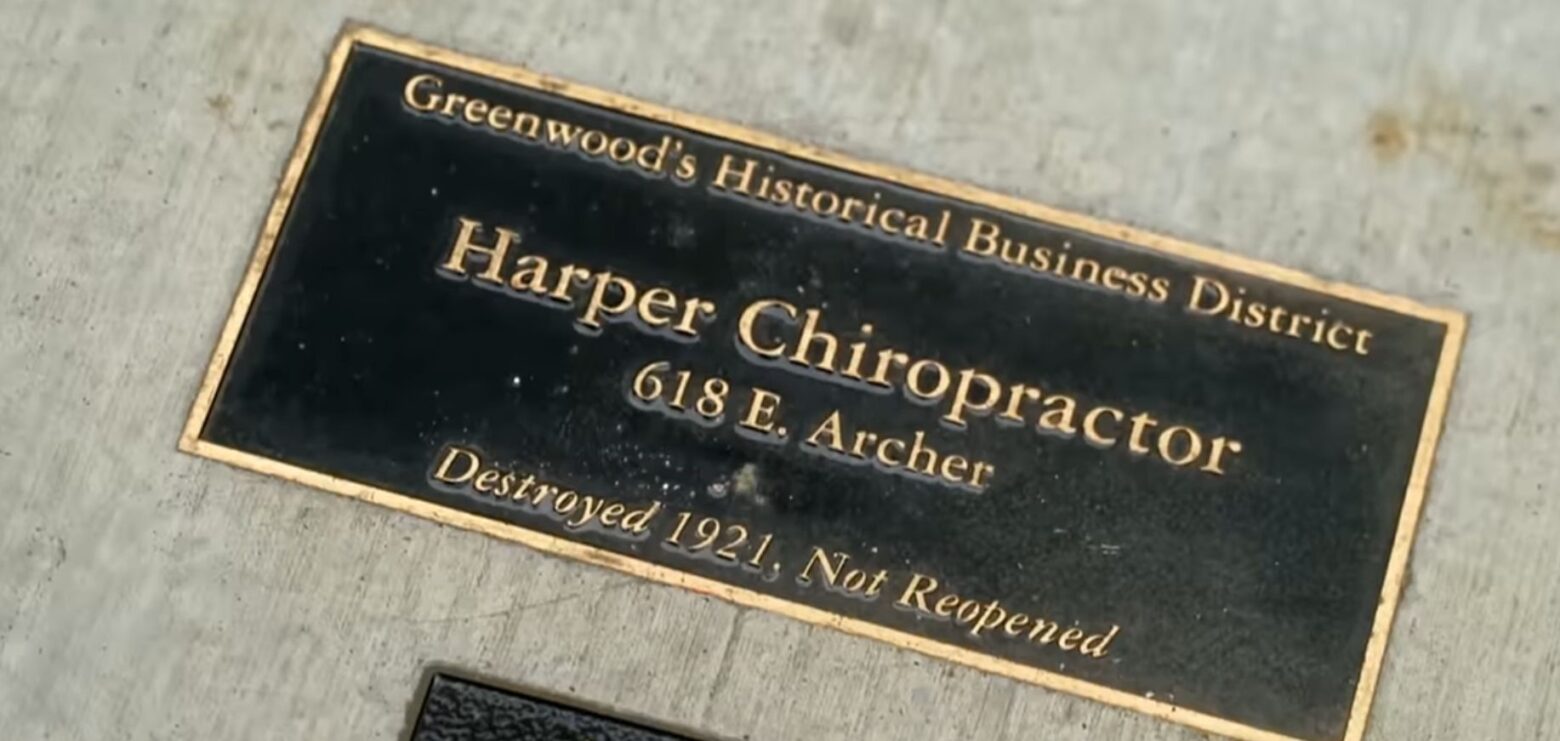 Greenwood's Historical Business District
Harper Chiropractor
618 E. Archer
Destroyed 1921, Not Reopened